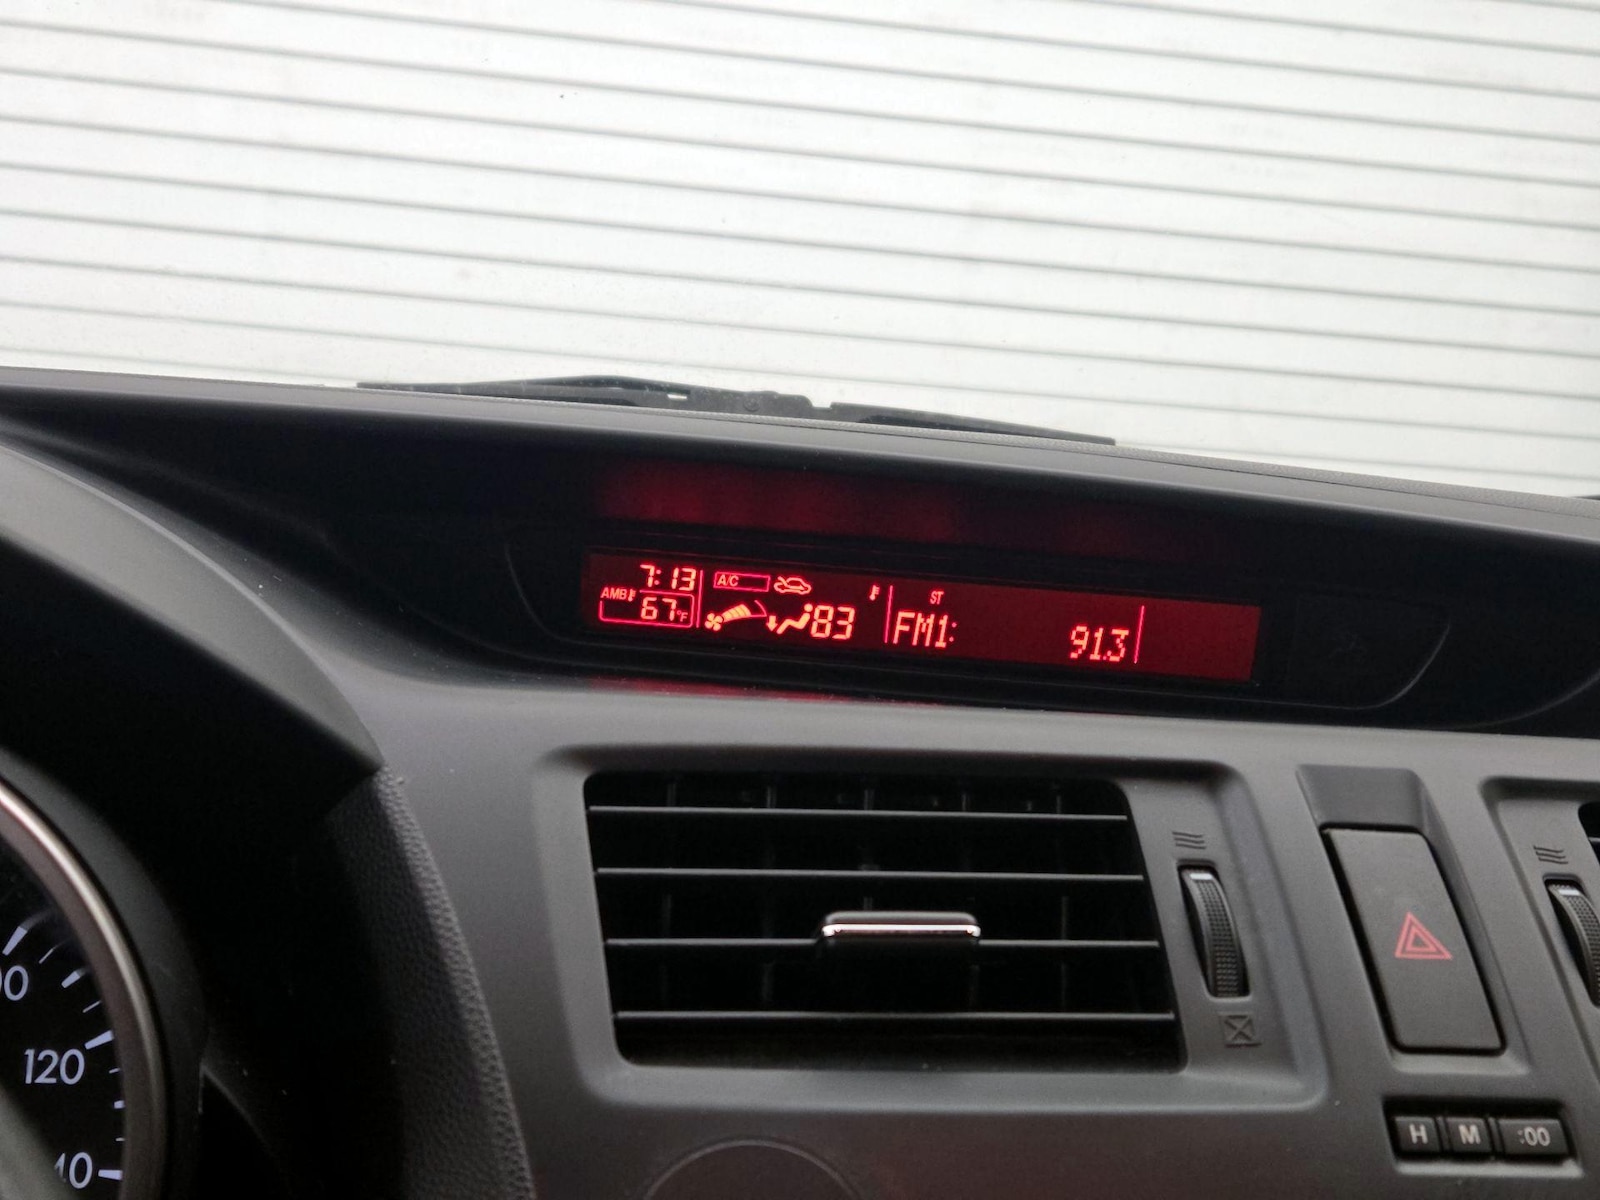 7:13 A/C
AMB 67°F 83
ST
FM1: 91.3
120
H M :00